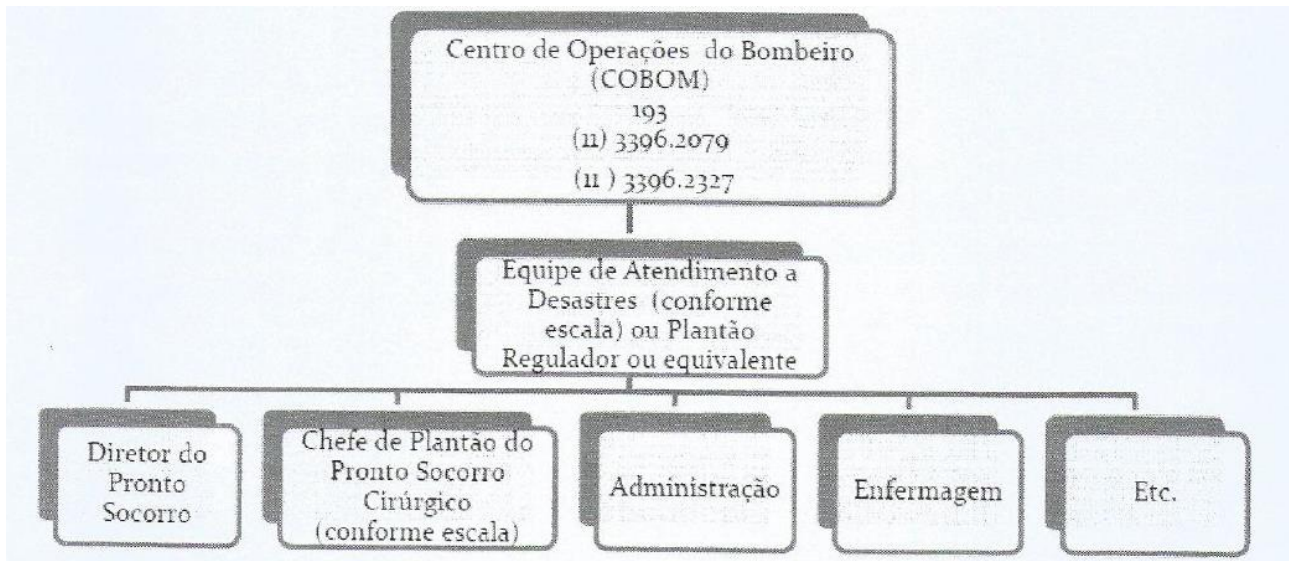 Centro de Operações do Bombeiro
(COBOM)
193
(11) 3396.2079
(11 ) 3396.2327
Equipe de Atendimento a
Desastres (conforme
escala) ou Plantão
Regulador ou equivalente
Diretor do
Pronto
Socorro
Chefe de Plantão do
Pronto Socorro
Cirúrgico
(conforme escala)
Administração
Enfermagem
Etc.